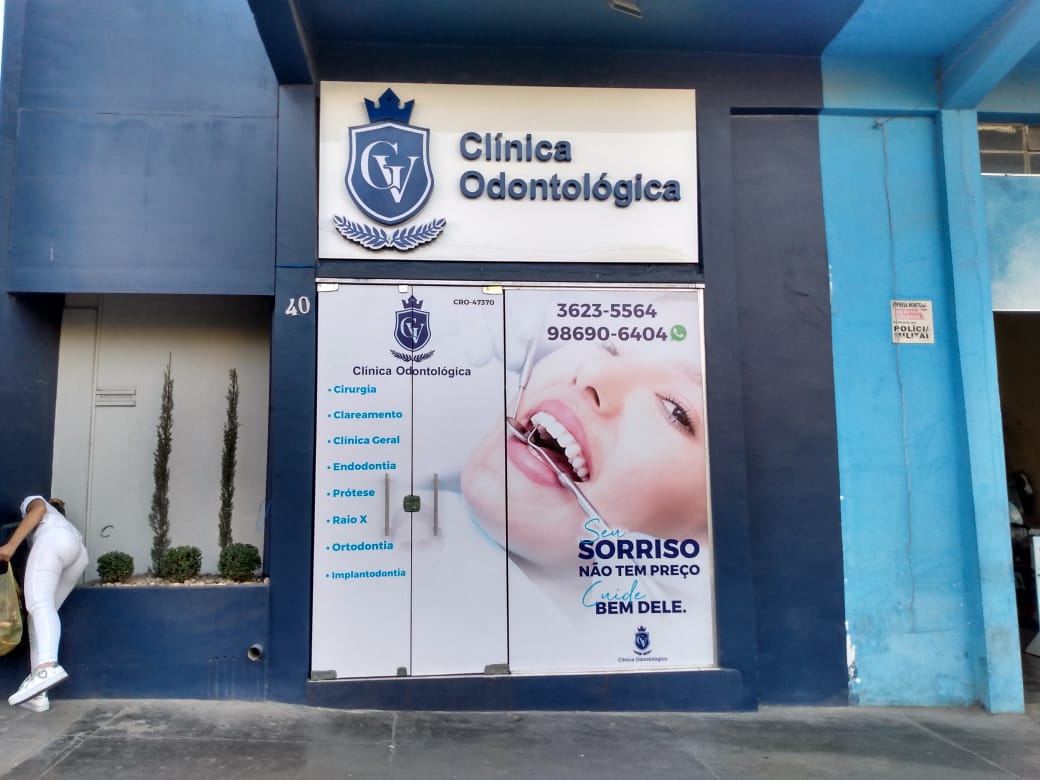 GV
Clínica
Odontológica
40
CRO-47370
GV
Clínica Odontológica
• Cirurgia
• Clareamento
• Clínica Geral
• Endodontia
• Prótese
• Raio X
• Ortodontia
• Implantodontia
3623-5564
98690-6404
Seu
SORRISO
NÃO TEM PREÇO
Cuide
BEM DELE.
Clínica Odontológica
POLÍCIA
MILITAR